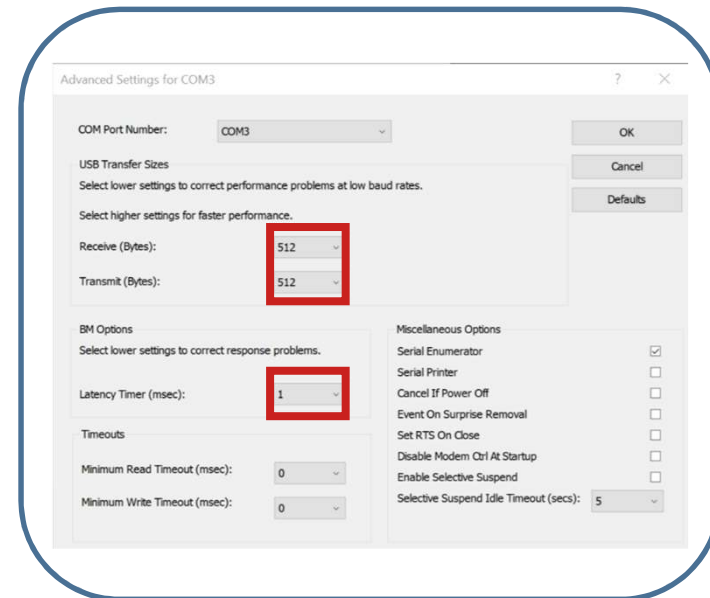 Advanced Settings for COM3 ? ×
COM Port Number: COM3
OK
USB Transfer Sizes
Cancel
Select lower settings to correct performance problems at low baud rates.
Defaults
Select higher settings for faster performance.
Receive (Bytes): 512
Transmit (Bytes): 512
BM Options
Select lower settings to correct response problems.
Latency Timer (msec): 1
Timeouts
Minimum Read Timeout (msec): 0
Minimum Write Timeout (msec): 0
Miscellaneous Options
Serial Enumerator
Serial Printer
Cancel If Power Off
Event On Surprise Removal
Set RTS On Close
Disable Modem Ctrl At Startup
Enable Selective Suspend
Selective Suspend Idle Timeout (secs): 5